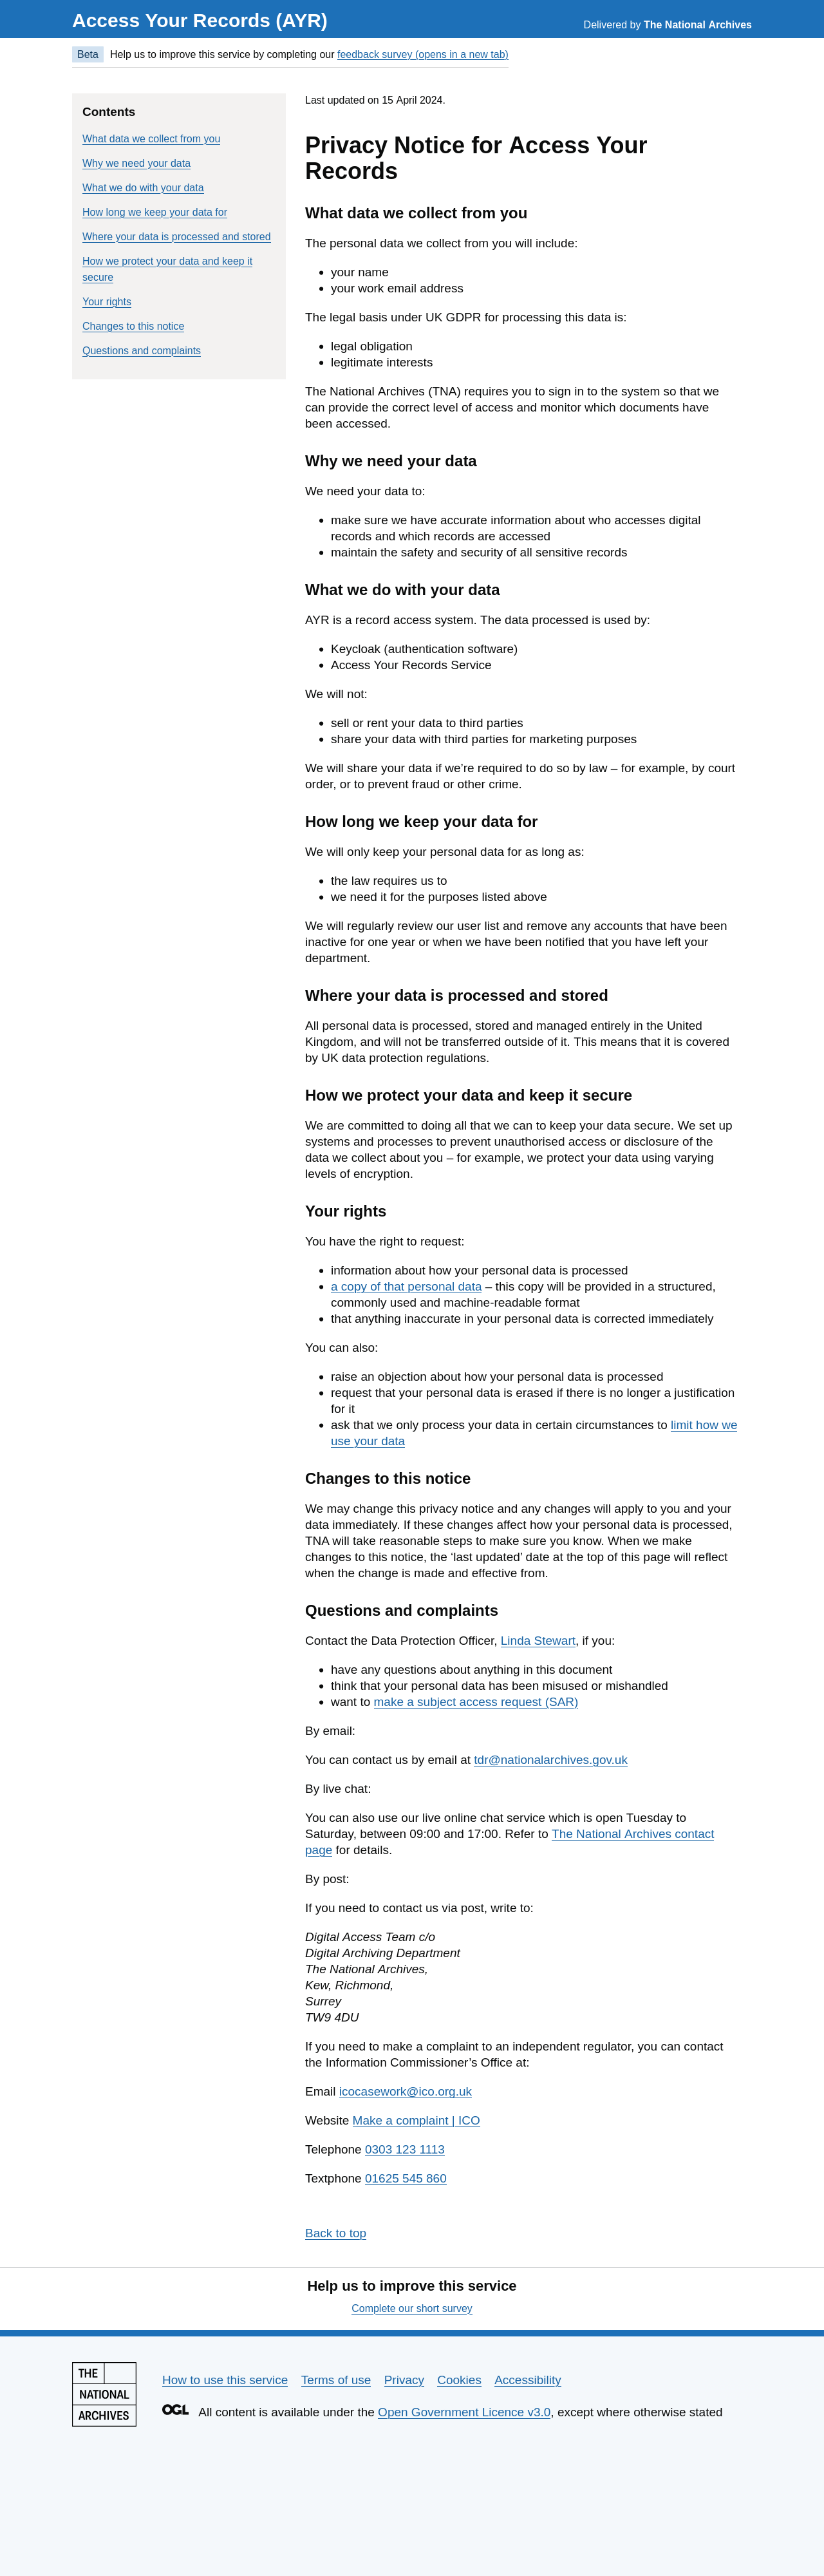 Access Your Records (AYR)
Delivered by The National Archives
Beta Help us to improve this service by completing our feedback survey (opens in a new tab)
Contents
What data we collect from you
Why we need your data
What we do with your data
How long we keep your data for
Where your data is processed and stored
How we protect your data and keep it
secure
Your rights
Changes to this notice
Questions and complaints
Last updated on 15 April 2024.
Privacy Notice for Access Your
Records
What data we collect from you
The personal data we collect from you will include:
• your name
• your work email address
The legal basis under UK GDPR for processing this data is:
• legal obligation
• legitimate interests
The National Archives (TNA) requires you to sign in to the system so that we
can provide the correct level of access and monitor which documents have
been accessed.
Why we need your data
We need your data to:
• make sure we have accurate information about who accesses digital
records and which records are accessed
• maintain the safety and security of all sensitive records
What we do with your data
AYR is a record access system. The data processed is used by:
• Keycloak (authentication software)
• Access Your Records Service
We will not:
• sell or rent your data to third parties
• share your data with third parties for marketing purposes
We will share your data if we’re required to do so by law – for example, by court
order, or to prevent fraud or other crime.
How long we keep your data for
We will only keep your personal data for as long as:
• the law requires us to
• we need it for the purposes listed above
We will regularly review our user list and remove any accounts that have been
inactive for one year or when we have been notified that you have left your
department.
Where your data is processed and stored
All personal data is processed, stored and managed entirely in the United
Kingdom, and will not be transferred outside of it. This means that it is covered
by UK data protection regulations.
How we protect your data and keep it secure
We are committed to doing all that we can to keep your data secure. We set up
systems and processes to prevent unauthorised access or disclosure of the
data we collect about you – for example, we protect your data using varying
levels of encryption.
Your rights
You have the right to request:
• information about how your personal data is processed
• a copy of that personal data – this copy will be provided in a structured,
commonly used and machine-readable format
• that anything inaccurate in your personal data is corrected immediately
You can also:
• raise an objection about how your personal data is processed
• request that your personal data is erased if there is no longer a justification
for it
• ask that we only process your data in certain circumstances to limit how we
use your data
Changes to this notice
We may change this privacy notice and any changes will apply to you and your
data immediately. If these changes affect how your personal data is processed,
TNA will take reasonable steps to make sure you know. When we make
changes to this notice, the ‘last updated’ date at the top of this page will reflect
when the change is made and effective from.
Questions and complaints
Contact the Data Protection Officer, Linda Stewart, if you:
• have any questions about anything in this document
• think that your personal data has been misused or mishandled
• want to make a subject access request (SAR)
By email:
You can contact us by email at tdr@nationalarchives.gov.uk
By live chat:
You can also use our live online chat service which is open Tuesday to
Saturday, between 09:00 and 17:00. Refer to The National Archives contact
page for details.
By post:
If you need to contact us via post, write to:
Digital Access Team c/o
Digital Archiving Department
The National Archives,
Kew, Richmond,
Surrey
TW9 4DU
If you need to make a complaint to an independent regulator, you can contact
the Information Commissioner’s Office at:
Email icocasework@ico.org.uk
Website Make a complaint | ICO
Telephone 0303 123 1113
Textphone 01625 545 860
Back to top
Help us to improve this service
Complete our short survey
THE
NATIONAL
ARCHIVES
How to use this service Terms of use Privacy Cookies Accessibility
OGL All content is available under the Open Government Licence v3.0, except where otherwise stated